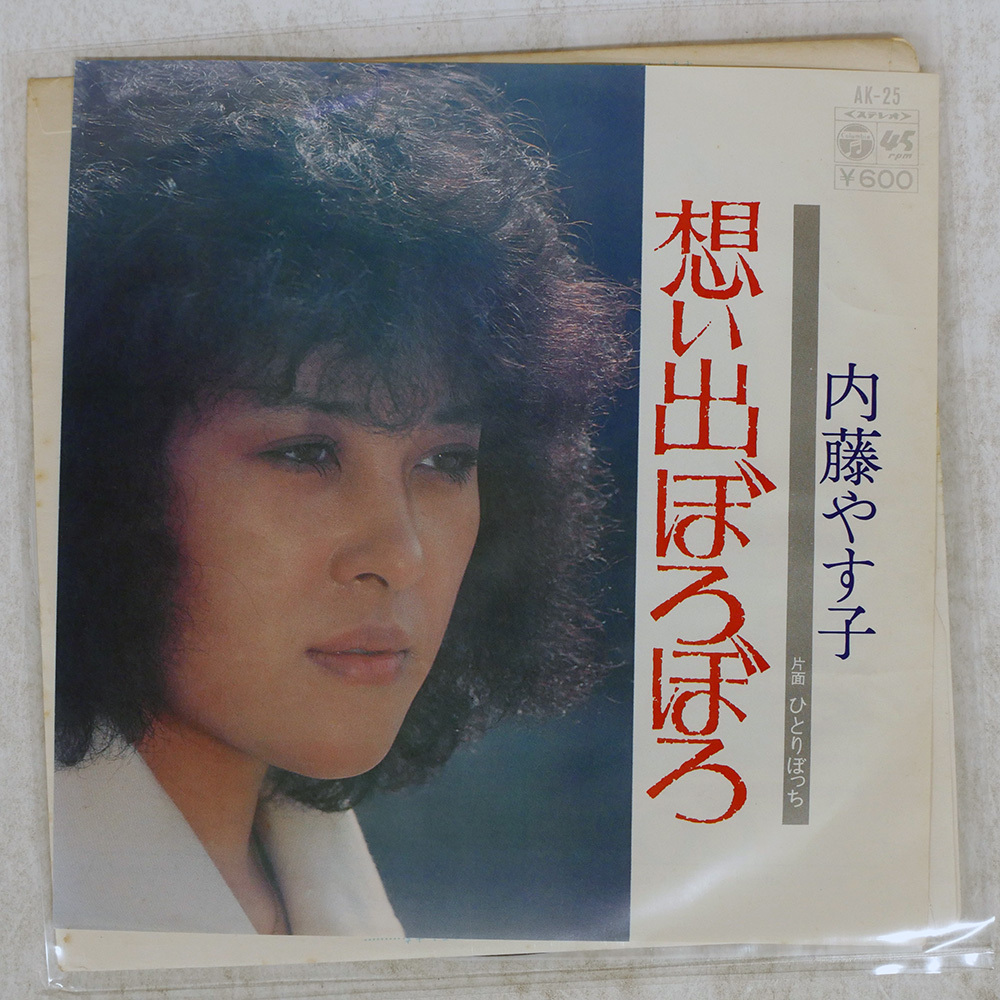 AK-25
<ステレオ>
Columbia
45
rpm
¥600
想い出ぼろぼろ
内藤やす子
片面 ひとりぼっち